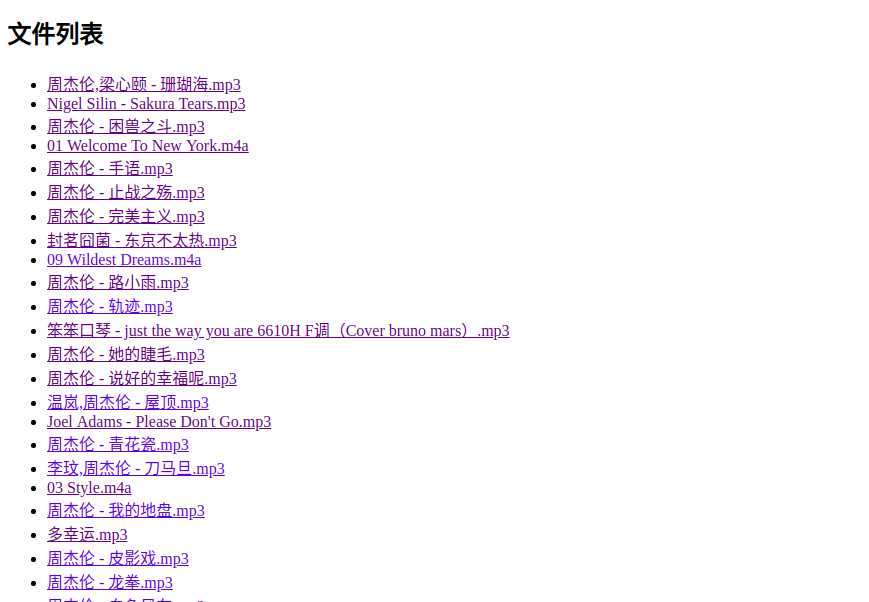 文件列表
周杰伦,梁心颐 - 珊瑚海.mp3
Nigel Silin - Sakura Tears.mp3
周杰伦 - 困兽之斗.mp3
01 Welcome To New York.m4a
周杰伦 - 手语.mp3
周杰伦 - 止战之殇.mp3
周杰伦 - 完美主义.mp3
封茗囧菌 - 东京不太热.mp3
09 Wildest Dreams.m4a
周杰伦 - 路小雨.mp3
周杰伦 - 轨迹.mp3
笨笨口琴 - just the way you are 6610H F调（Cover bruno mars）.mp3
周杰伦 - 她的睫毛.mp3
周杰伦 - 说好的幸福呢.mp3
温岚,周杰伦 - 屋顶.mp3
Joel Adams - Please Don't Go.mp3
周杰伦 - 青花瓷.mp3
李玟,周杰伦 - 刀马旦.mp3
03 Style.m4a
周杰伦 - 我的地盘.mp3
多幸运.mp3
周杰伦 - 皮影戏.mp3
周杰伦 - 龙拳.mp3